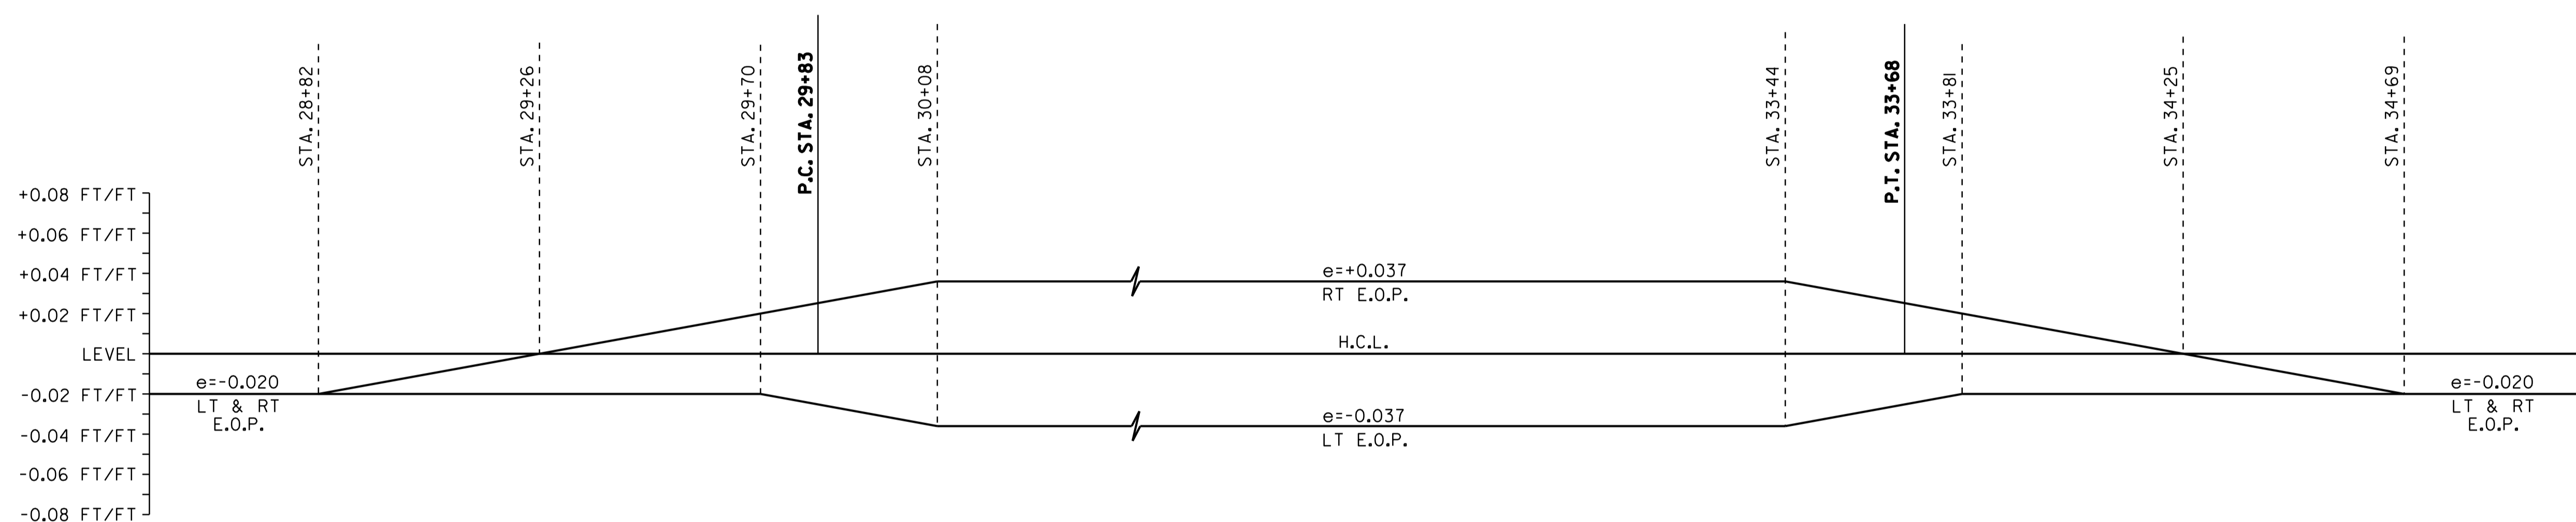 STA. 28+82
STA. 29+26
STA. 29+70
P.C. STA. 29+83
STA. 30+08
STA. 33+44
P.T. STA. 33+68
STA. 33+81
STA. 34+25
STA. 34+69
+0.08 FT/FT
+0.06 FT/FT
+0.04 FT/FT
+0.02 FT/FT
LEVEL
-0.02 FT/FT
-0.04 FT/FT
-0.06 FT/FT
-0.08 FT/FT
e=-0.020
LT & RT
E.O.P.
e=+0.037
RT E.O.P.
H.C.L.
e=-0.037
LT E.O.P.
e=-0.020
LT & RT
E.O.P.